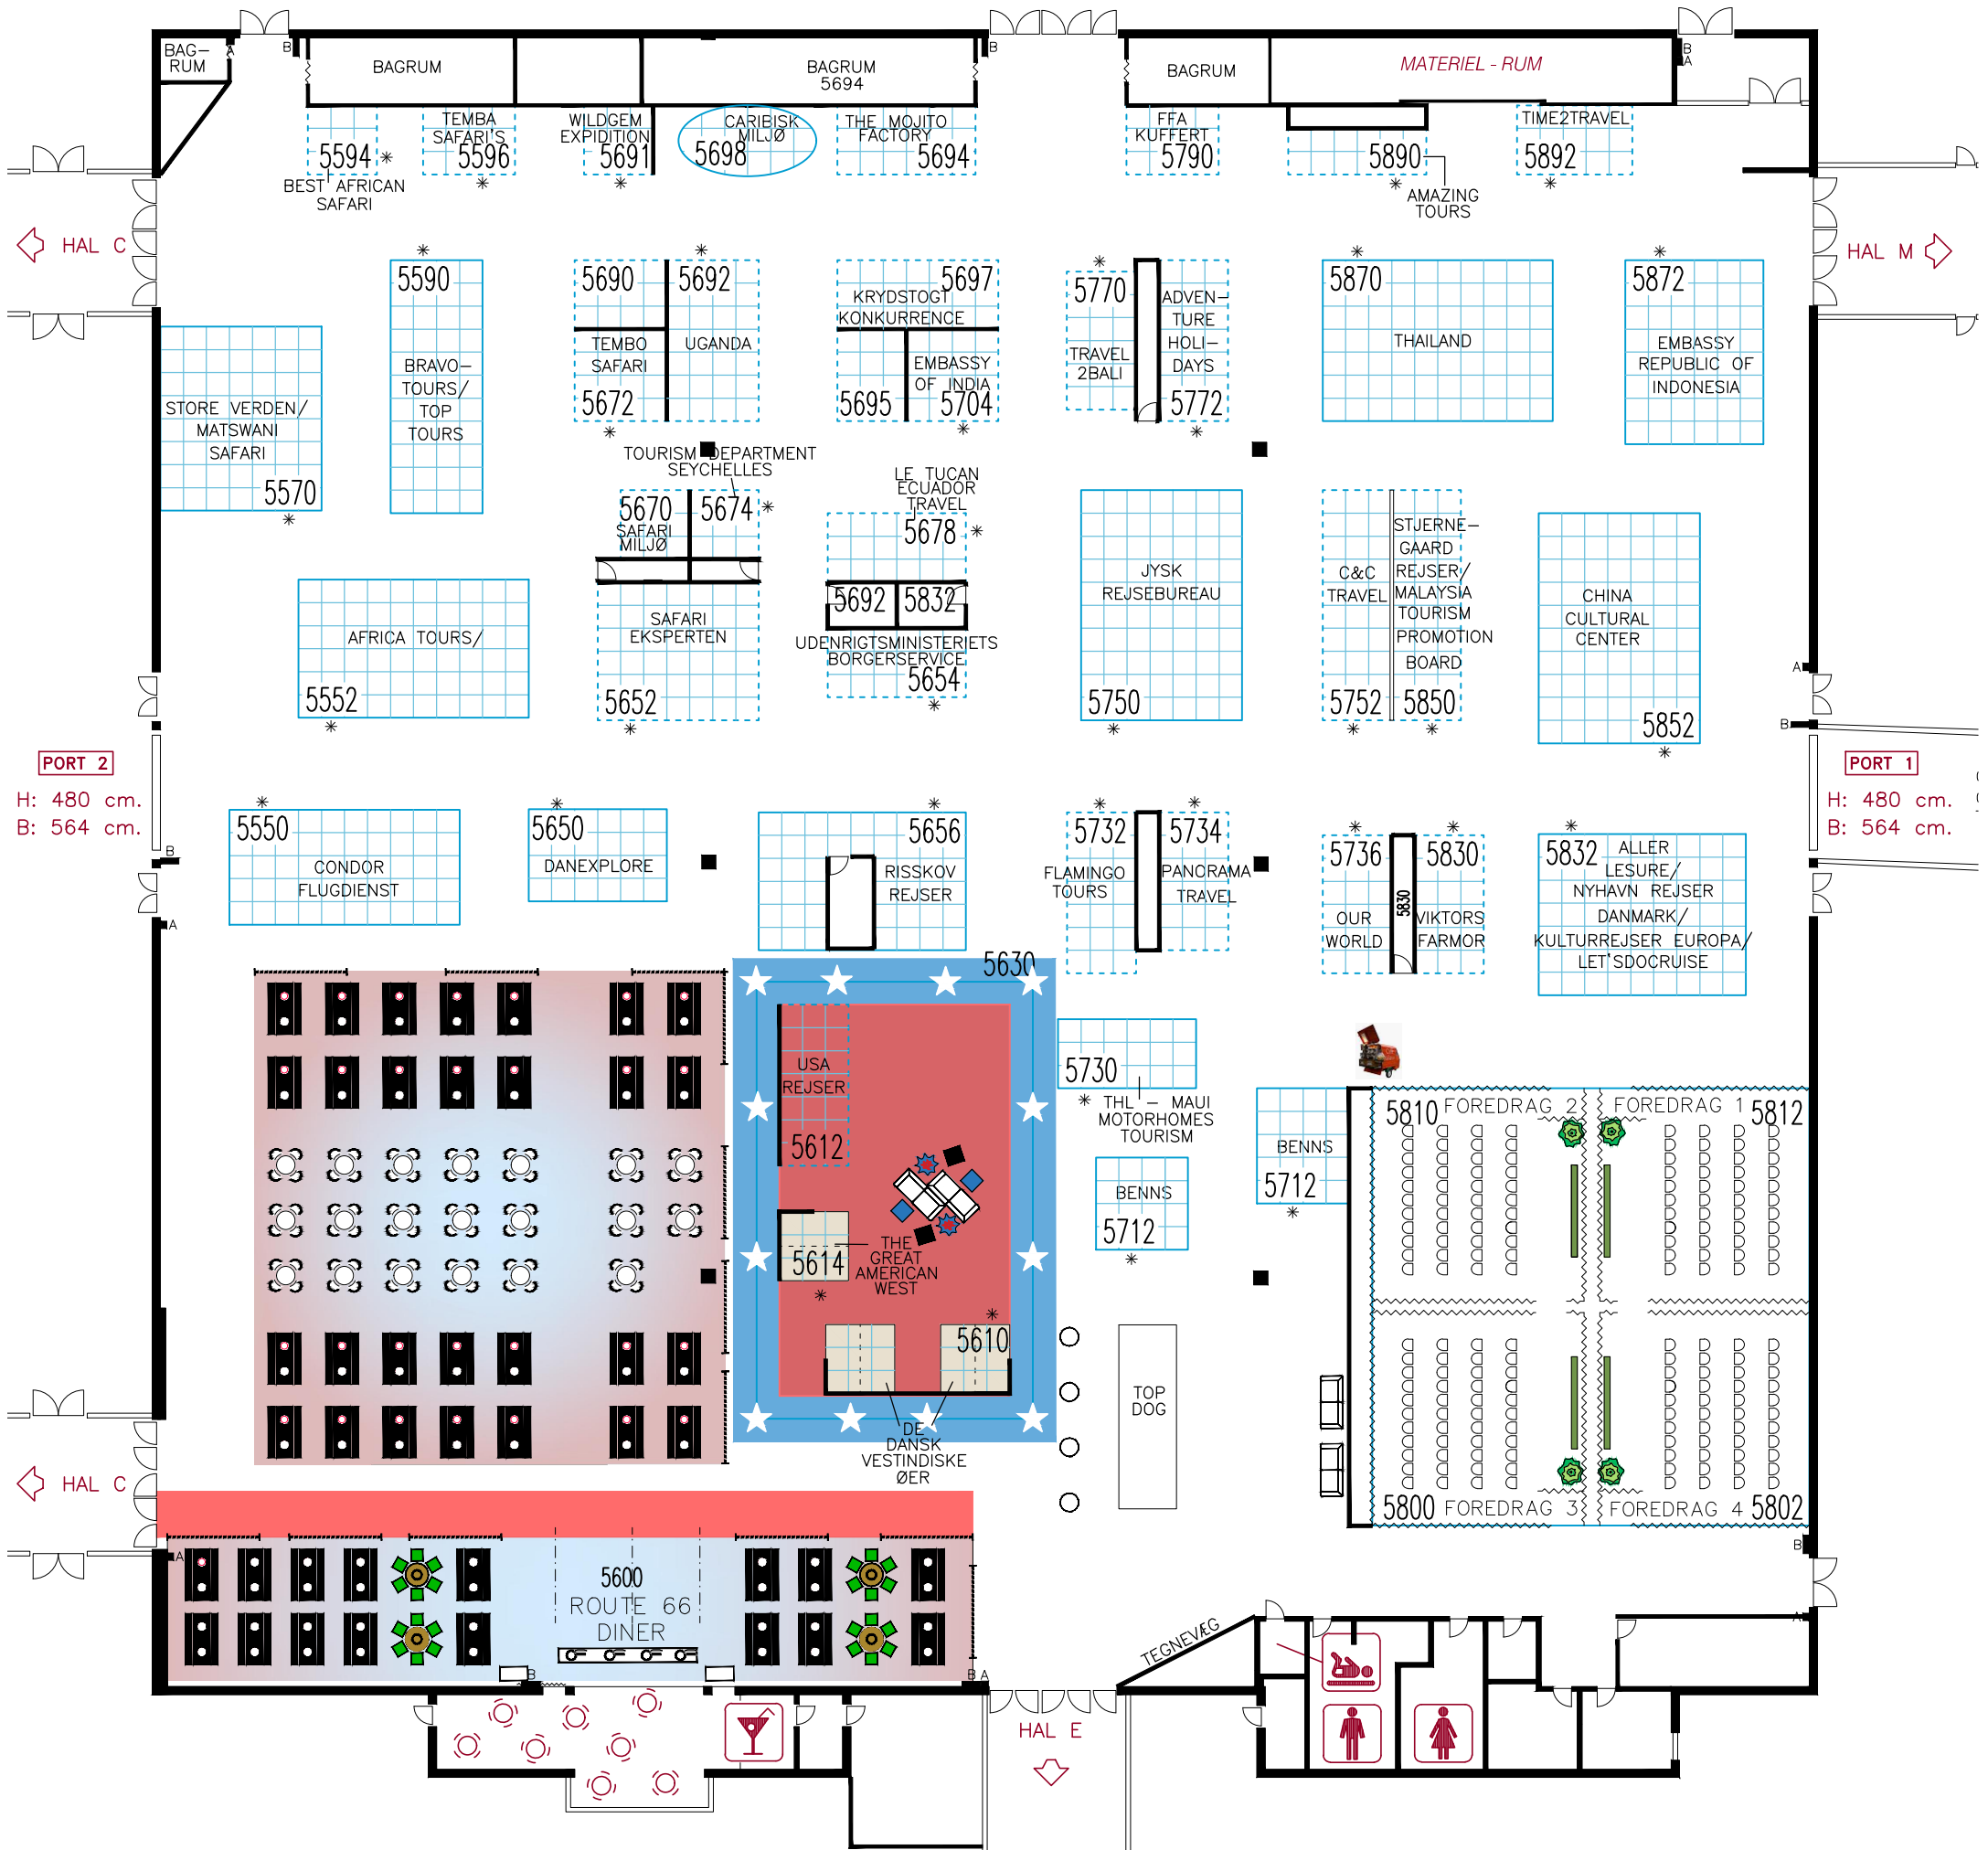 BAG-
RUM
A
B
BAGRUM
BAGRUM
5694
B
BAGRUM
MATERIEL - RUM
B
A
5594
BEST AFRICAN
SAFARI
TEMBA
SAFARI'S
5596
WILDGEM
EXPIDITION
5691
CARIBISK
MILJØ
5698
THE MOJITO
FACTORY
5694
FFA
KUFFERT
5790
5890
AMAZING
TOURS
TIME2TRAVEL
5892
HAL C
HAL M
5590
BRAVO-
TOURS/
TOP
TOURS
5690
5692
TEMBO
SAFARI
5672
UGANDA
5697
KRYDSTOGT
KONKURRENCE
5695
EMBASSY
OF INDIA
5704
5770
TRAVEL
2BALI
ADVEN-
TURE
HOLI-
DAYS
5772
5870
THAILAND
5872
EMBASSY
REPUBLIC OF
INDONESIA
STORE VERDEN/
MATSWANI
SAFARI
5570
TOURISM DEPARTMENT
SEYCHELLES
5670
SAFARI
MILJØ
5674
LE TUCAN
ECUADOR
TRAVEL
5678
5692
5832
UDENRIGTSMINISTERIETS
BORGERSERVICE
5654
SAFARI
EKSPERTEN
5652
AFRICA TOURS/
5552
JYSK
REJSEBUREAU
5750
C&C
TRAVEL
5752
STJERNE-
GAARD
REJSER/
MALAYSIA
TOURISM
PROMOTION
BOARD
5850
CHINA
CULTURAL
CENTER
5852
A
B
PORT 2
H: 480 cm.
B: 564 cm.
PORT 1
H: 480 cm.
B: 564 cm.
B
A
5550
CONDOR
FLUGDIENST
5650
DANEXPLORE
5656
RISSKOV
REJSER
5732
FLAMINGO
TOURS
5734
PANORAMA
TRAVEL
5736
OUR
WORLD
5830
5830
VIKTORS
FARMOR
5832
ALLER
LESURE/
NYHAVN REJSER
DANMARK/
KULTURREJSER EUROPA/
LET'SDOCRUISE
5630
USA
REJSER
5612
5730
THL - MAUI
MOTORHOMES
TOURISM
BENNS
5712
BENNS
5712
5810
FOREDRAG 2
FOREDRAG 1
5812
5614
THE
GREAT
AMERICAN
WEST
5610
DE
DANSK
VESTINDISKE
ØER
TOP
DOG
5800
FOREDRAG 3
FOREDRAG 4
5802
HAL C
A
5600
ROUTE 66
DINER
B
B A
B
A
TEGNEVÆG
HAL E